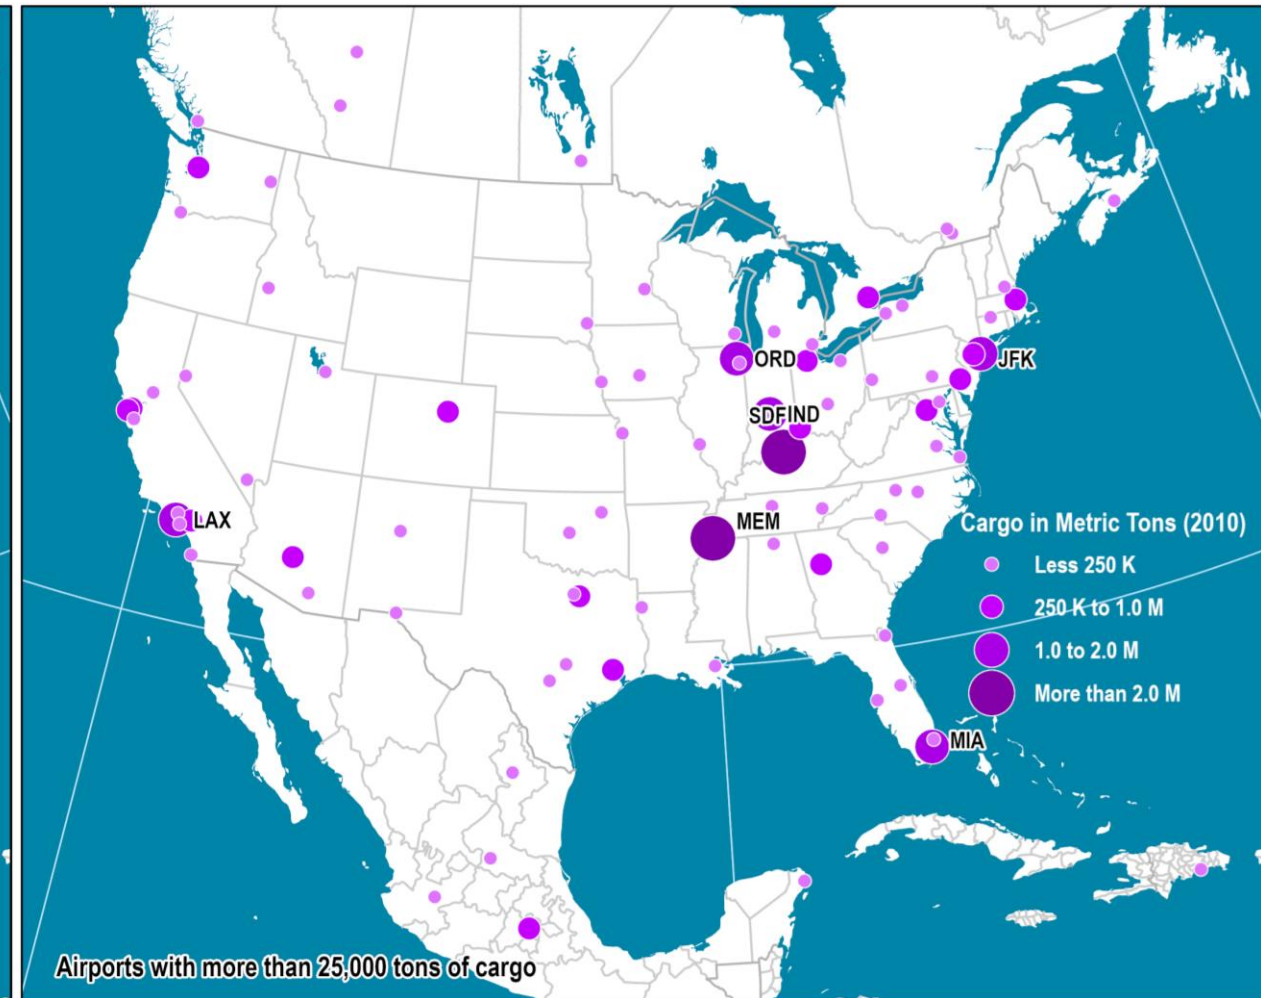 ORD
JFK
SDF
IND
LAX
MEM
Cargo in Metric Tons (2010)
Less 250 K
250 K to 1.0 M
1.0 to 2.0 M
More than 2.0 M
MIA
Airports with more than 25,000 tons of cargo